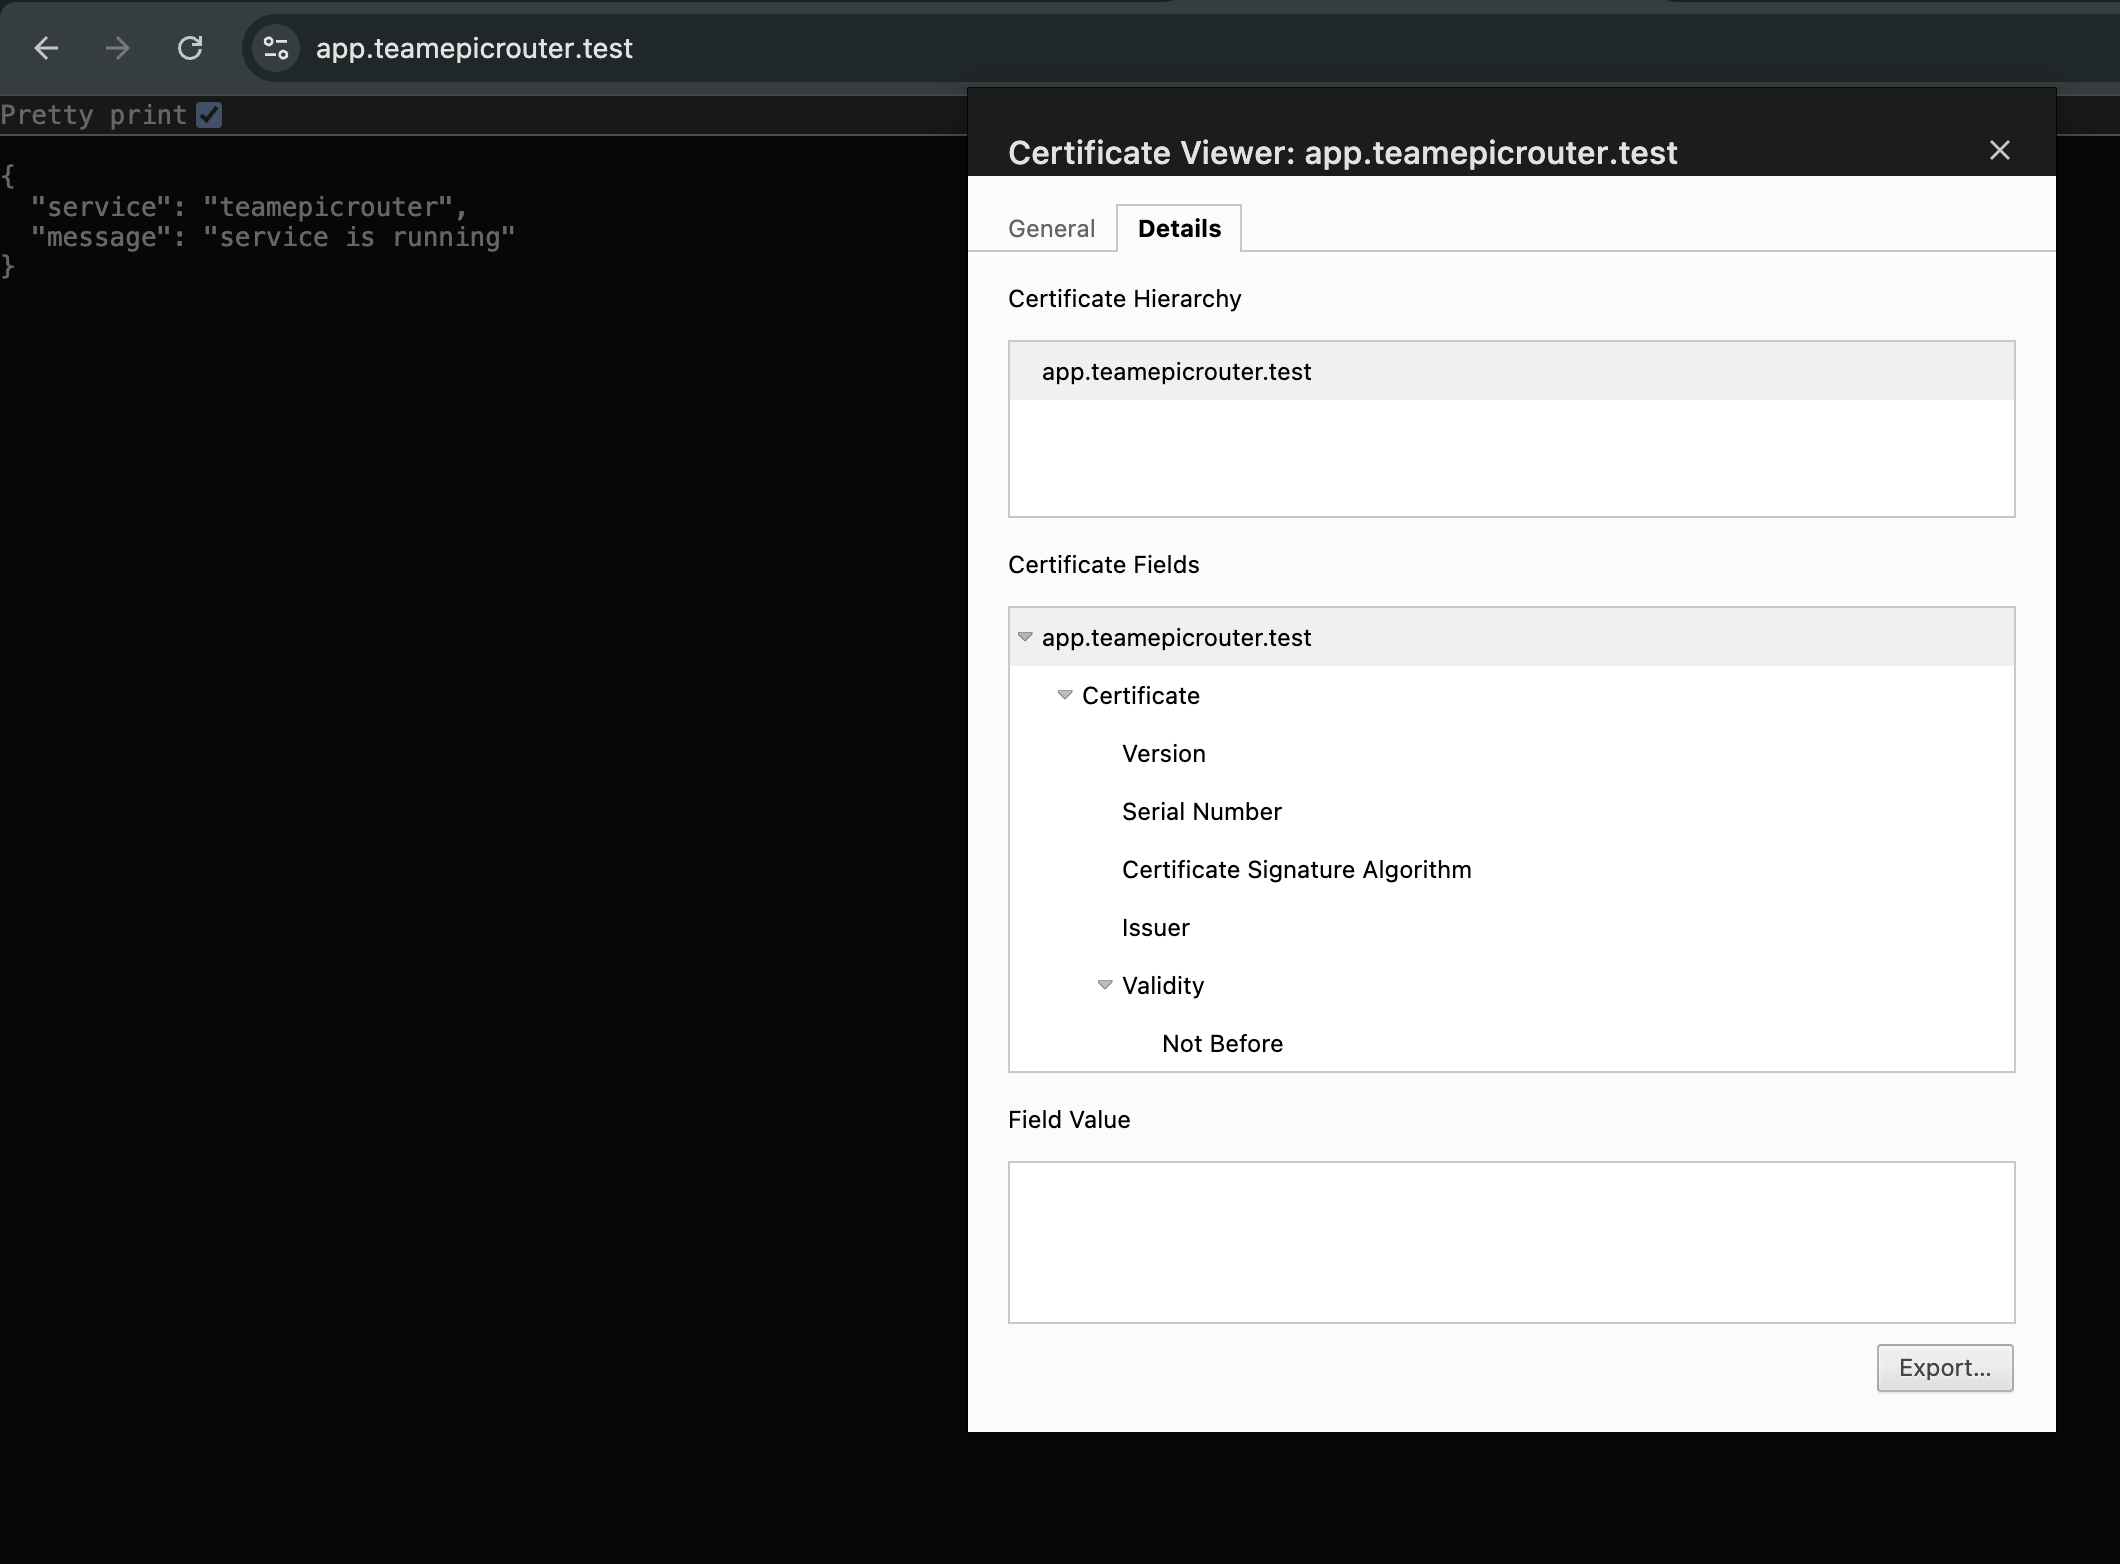 app.teamepicrouter.test
Pretty print
{
"service": "teamepicrouter",
"message": "service is running"
}
Certificate Viewer: app.teamepicrouter.test
General Details
Certificate Hierarchy
app.teamepicrouter.test
Certificate Fields
app.teamepicrouter.test
Certificate
Version
Serial Number
Certificate Signature Algorithm
Issuer
Validity
Not Before
Field Value
Export...